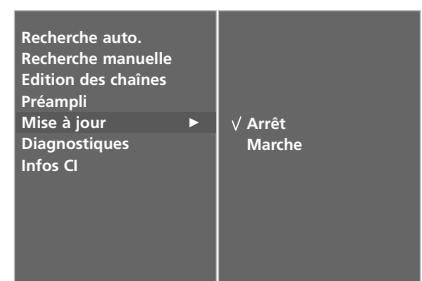 Recherche auto.
Recherche manuelle
Edition des chaînes
Préampli
Mise à jour ►
Diagnostiques
Infos CI
√ Arrêt
Marche